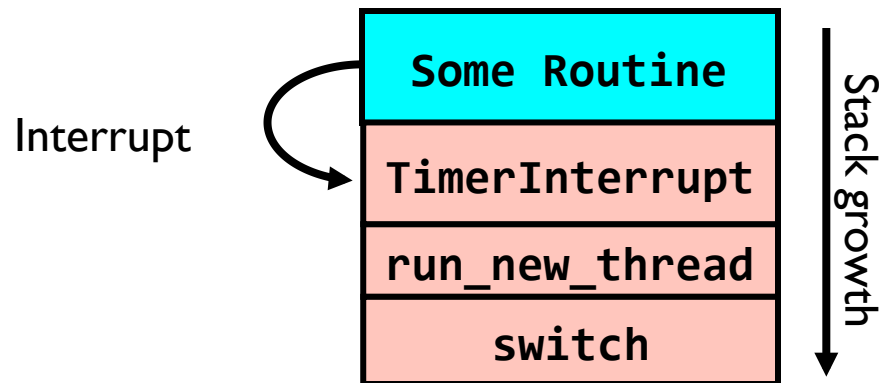 Some Routine
Interrupt
TimerInterrupt
run_new_thread
switch
Stack growth